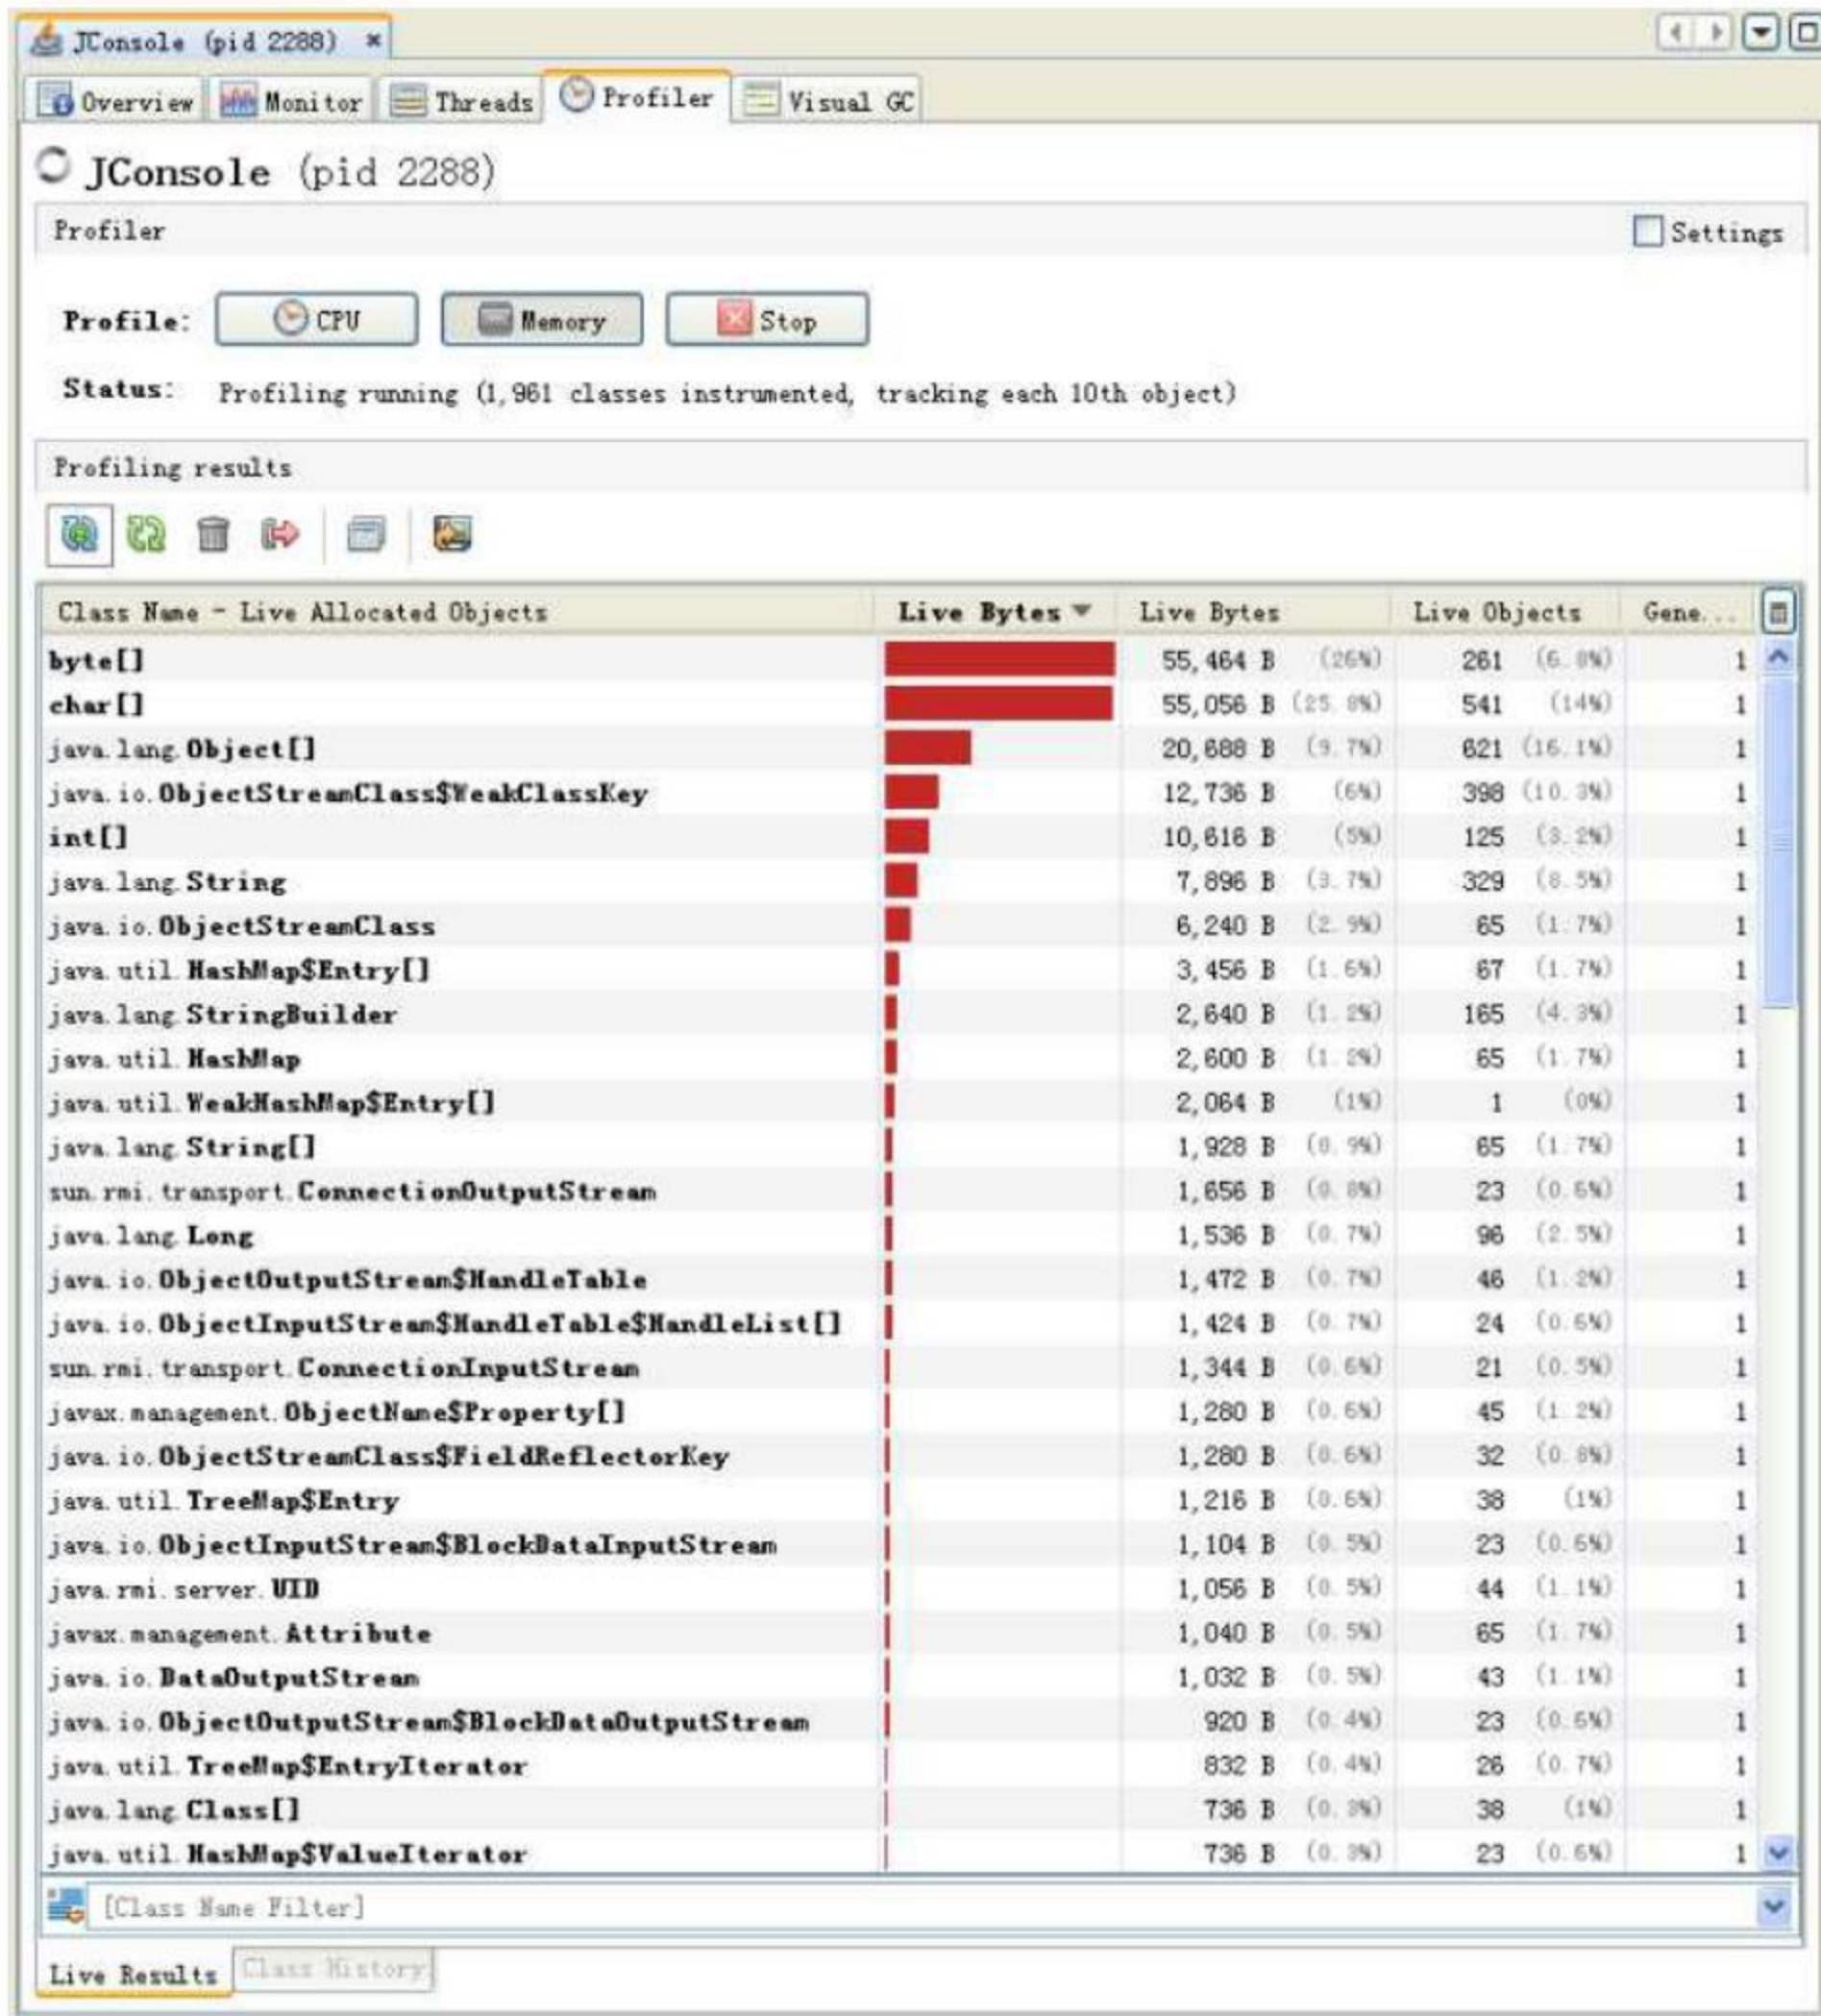 JConsole (pid 2288)
Overview Monitor Threads Profiler Visual GC
JConsole (pid 2288)
Profiler Settings
Profile: CPU Memory Stop
Status: Profiling running (1,961 classes instrumented, tracking each 10th object)
Profiling results
Class Name - Live Allocated Objects Live Bytes Live Bytes Live Objects Gene...
byte[] 55,464 B (26%) 261 (6.8%) 1
char[] 55,056 B (25.8%) 541 (14%) 1
java.lang.Object[] 20,688 B (9.7%) 621 (16.1%) 1
java.io.ObjectStreamClass$WeakClassKey 12,736 B (6%) 398 (10.3%) 1
int[] 10,616 B (5%) 125 (3.2%) 1
java.lang.String 7,896 B (3.7%) 329 (8.5%) 1
java.io.ObjectStreamClass 6,240 B (2.9%) 65 (1.7%) 1
java.util.HashMap$Entry[] 3,456 B (1.6%) 67 (1.7%) 1
java.lang.StringBuilder 2,640 B (1.2%) 165 (4.3%) 1
java.util.HashMap 2,600 B (1.2%) 65 (1.7%) 1
java.util.WeakHashMap$Entry[] 2,064 B (1%) 1 (0%) 1
java.lang.String[] 1,928 B (0.9%) 65 (1.7%) 1
sun.rmi.transport.ConnectionOutputStream 1,656 B (0.8%) 23 (0.6%) 1
java.lang.Long 1,536 B (0.7%) 96 (2.5%) 1
java.io.ObjectOutputStream$HandleTable 1,472 B (0.7%) 46 (1.2%) 1
java.io.ObjectInputStream$HandleTable$HandleList[] 1,424 B (0.7%) 24 (0.6%) 1
sun.rmi.transport.ConnectionInputStream 1,344 B (0.6%) 21 (0.5%) 1
javax.management.ObjectName$Property[] 1,280 B (0.6%) 45 (1.2%) 1
java.io.ObjectStreamClass$FieldReflectorKey 1,280 B (0.6%) 32 (0.8%) 1
java.util.TreeMap$Entry 1,216 B (0.6%) 38 (1%) 1
java.io.ObjectInputStream$BlockDataInputStream 1,104 B (0.5%) 23 (0.6%) 1
java.rmi.server.UID 1,056 B (0.5%) 44 (1.1%) 1
javax.management.Attribute 1,040 B (0.5%) 65 (1.7%) 1
java.io.DataOutputStream 1,032 B (0.5%) 43 (1.1%) 1
java.io.ObjectOutputStream$BlockDataOutputStream 920 B (0.4%) 23 (0.6%) 1
java.util.TreeMap$EntryIterator 832 B (0.4%) 26 (0.7%) 1
java.lang.Class[] 736 B (0.3%) 38 (1%) 1
java.util.HashMap$ValueIterator 736 B (0.3%) 23 (0.6%) 1
[Class Name Filter]
Live Results Class History